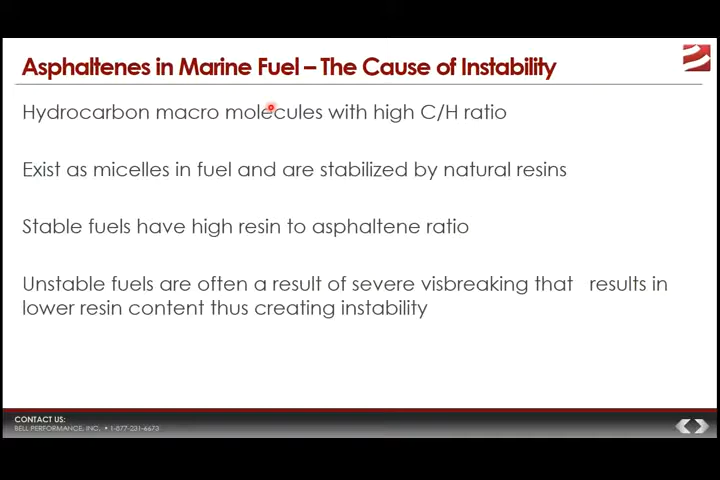 Asphaltenes in Marine Fuel – The Cause of Instability
Hydrocarbon macro molecules with high C/H ratio
Exist as micelles in fuel and are stabilized by natural resins
Stable fuels have high resin to asphaltene ratio
Unstable fuels are often a result of severe visbreaking that results in
lower resin content thus creating instability
CONTACT US:
BELL PERFORMANCE, INC. • 1-877-231-6673